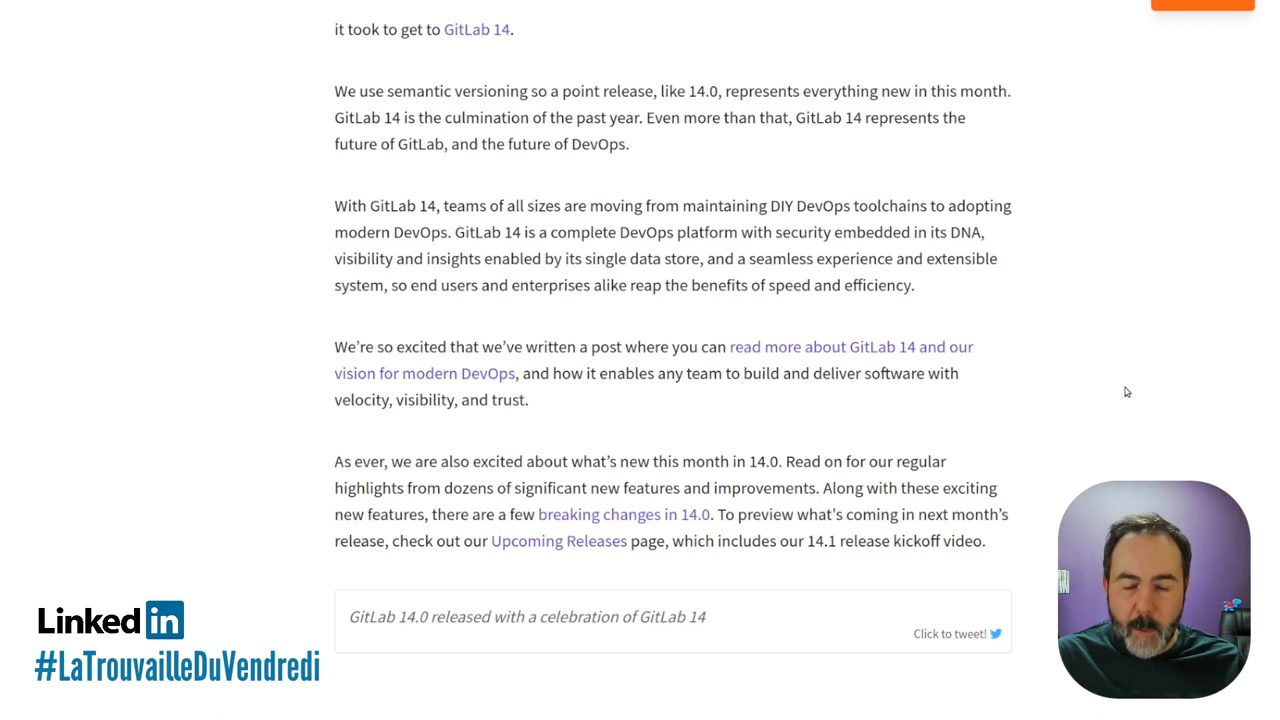 it took to get to GitLab 14.
We use semantic versioning so a point release, like 14.0, represents everything new in this month.
GitLab 14 is the culmination of the past year. Even more than that, GitLab 14 represents the
future of GitLab, and the future of DevOps.
With GitLab 14, teams of all sizes are moving from maintaining DIY DevOps toolchains to adopting
modern DevOps. GitLab 14 is a complete DevOps platform with security embedded in its DNA,
visibility and insights enabled by its single data store, and a seamless experience and extensible
system, so end users and enterprises alike reap the benefits of speed and efficiency.
We’re so excited that we’ve written a post where you can read more about GitLab 14 and our
vision for modern DevOps, and how it enables any team to build and deliver software with
velocity, visibility, and trust.
As ever, we are also excited about what’s new this month in 14.0. Read on for our regular
highlights from dozens of significant new features and improvements. Along with these exciting
new features, there are a few breaking changes in 14.0. To preview what's coming in next month’s
release, check out our Upcoming Releases page, which includes our 14.1 release kickoff video.
GitLab 14.0 released with a celebration of GitLab 14
Click to tweet!
Linked in
#LaTrouvailleDuVendredi